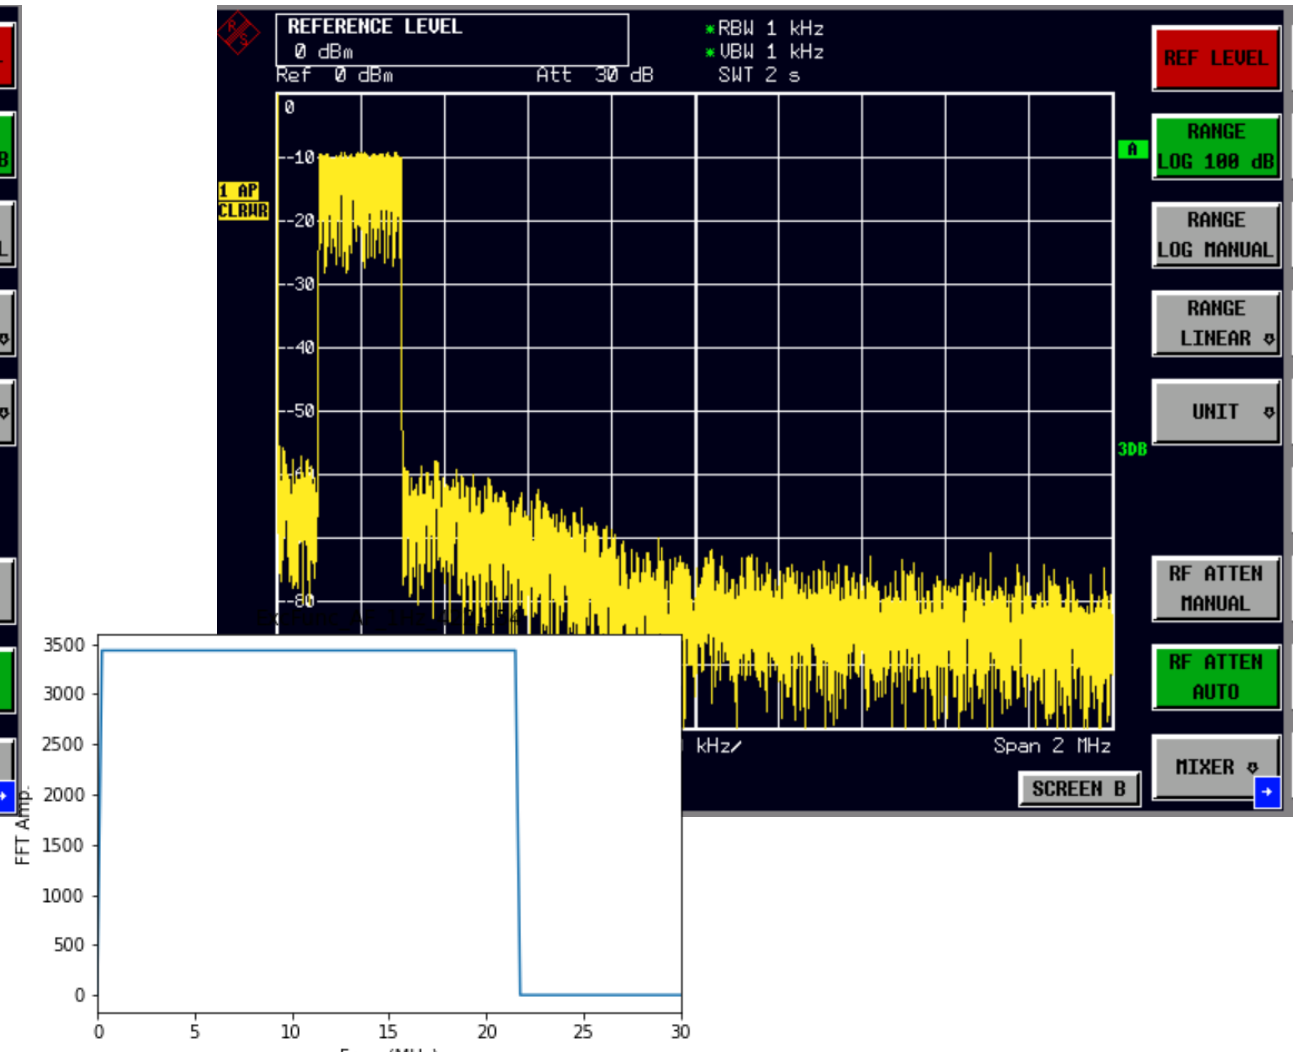 REFERENCE LEVEL
0 dBm
*RBW 1 kHz
*VBW 1 kHz
Ref 0 dBm Att 30 dB SWT 2 s
REF LEVEL
RANGE
LOG 100 dB
RANGE
LOG MANUAL
RANGE
LINEAR
UNIT
RF ATTEN
MANUAL
RF ATTEN
AUTO
MIXER
A
3DB
1 AP
CLRWR
0
-10
-20
-30
-40
-50
-80
kHz/
Span 2 MHz
SCREEN B
B
L
FFT Amp.
3500
3000
2500
2000
1500
1000
500
0
0 5 10 15 20 25 30